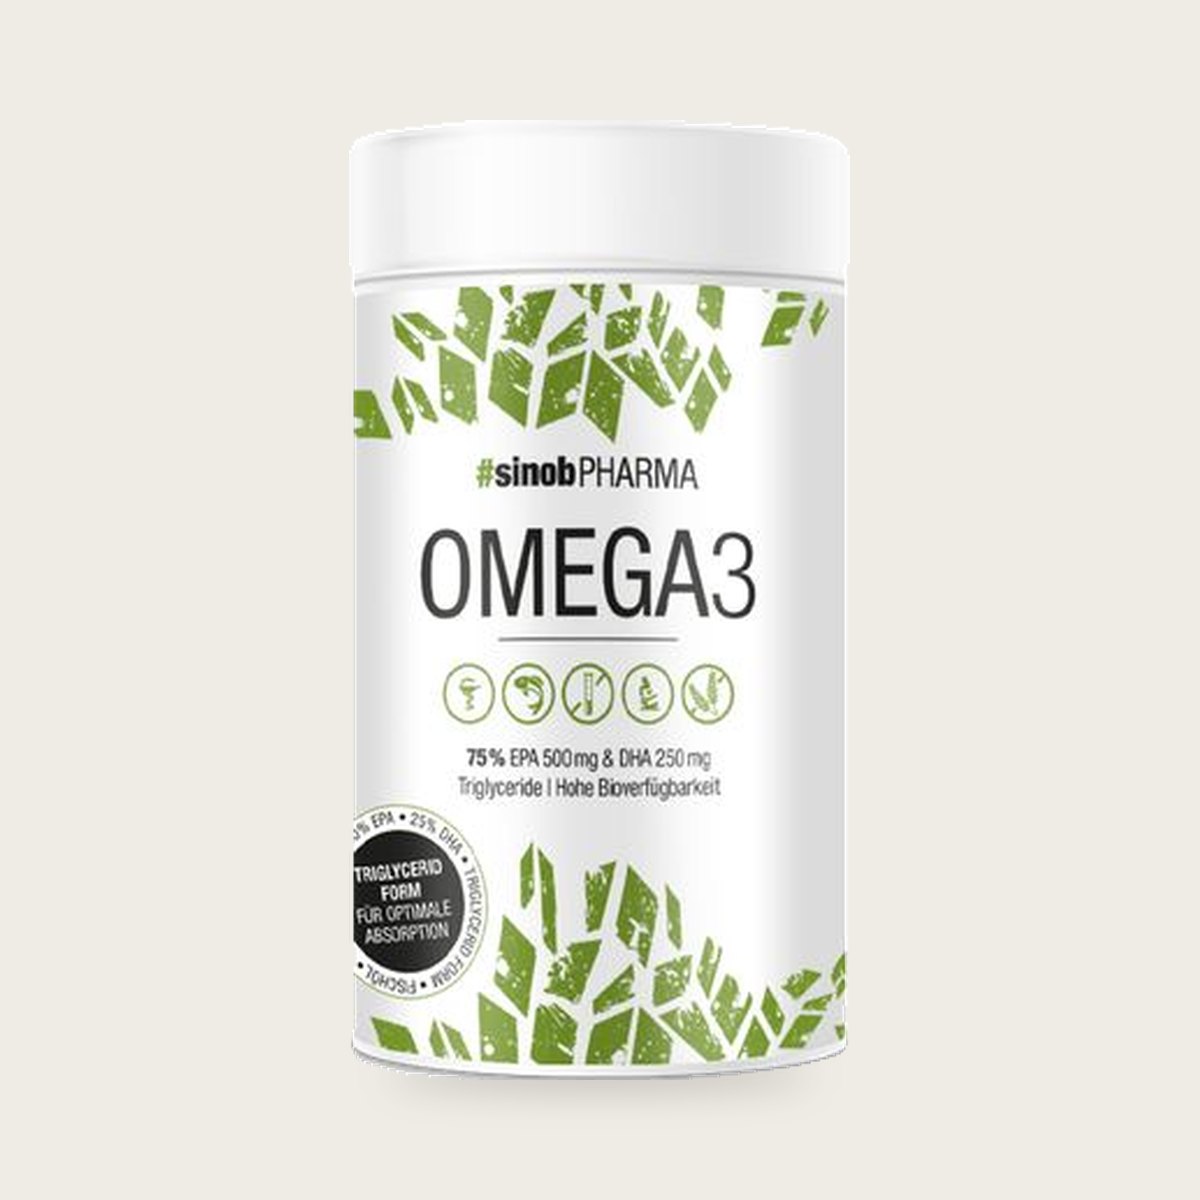 #sinobPHARMA
OMEGA3
75% EPA 500mg & DHA 250mg
Triglyceride | Hohe Bioverfügbarkeit
% EPA • 25% DHA • TRIGLYCERID FORM • FISCHÖL •
TRIGLYCERID
FORM
FÜR OPTIMALE
ABSORPTION